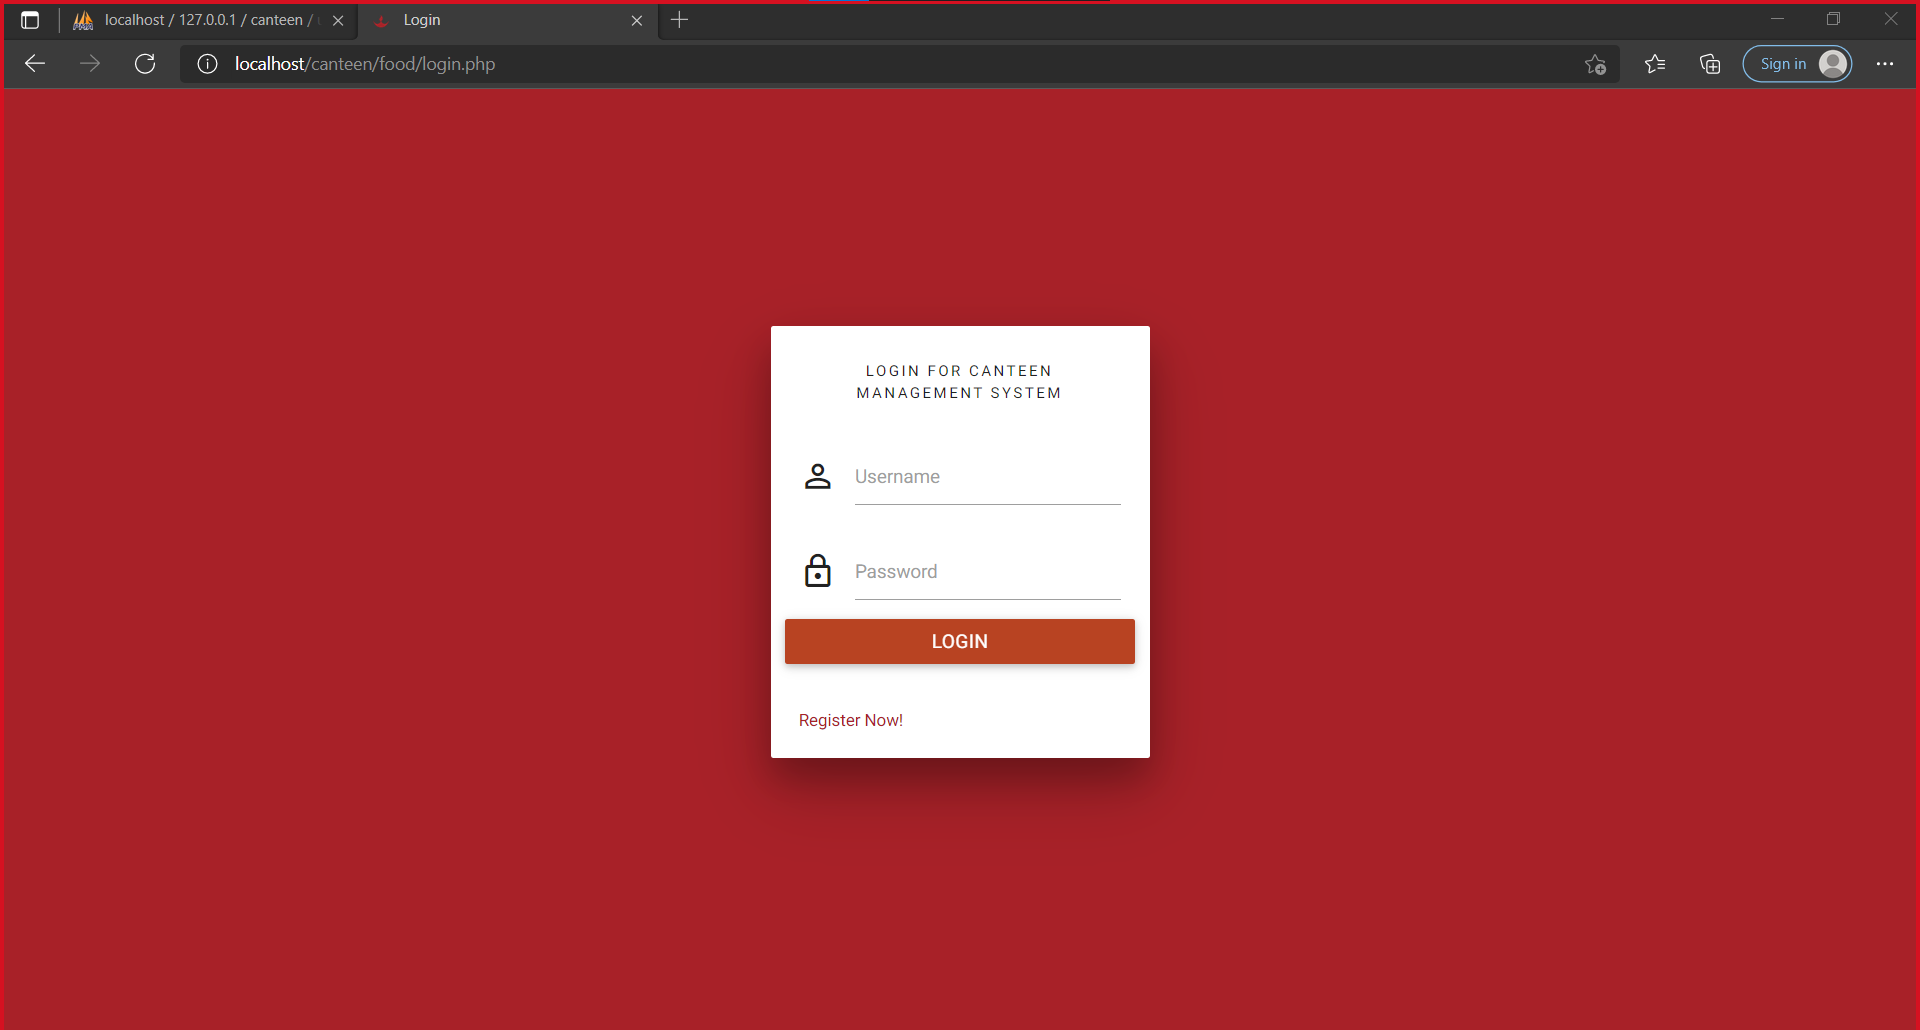 localhost / 127.0.0.1 / canteen /
Login
localhost/canteen/food/login.php
Sign in
LOGIN FOR CANTEEN
MANAGEMENT SYSTEM
Username
Password
LOGIN
Register Now!